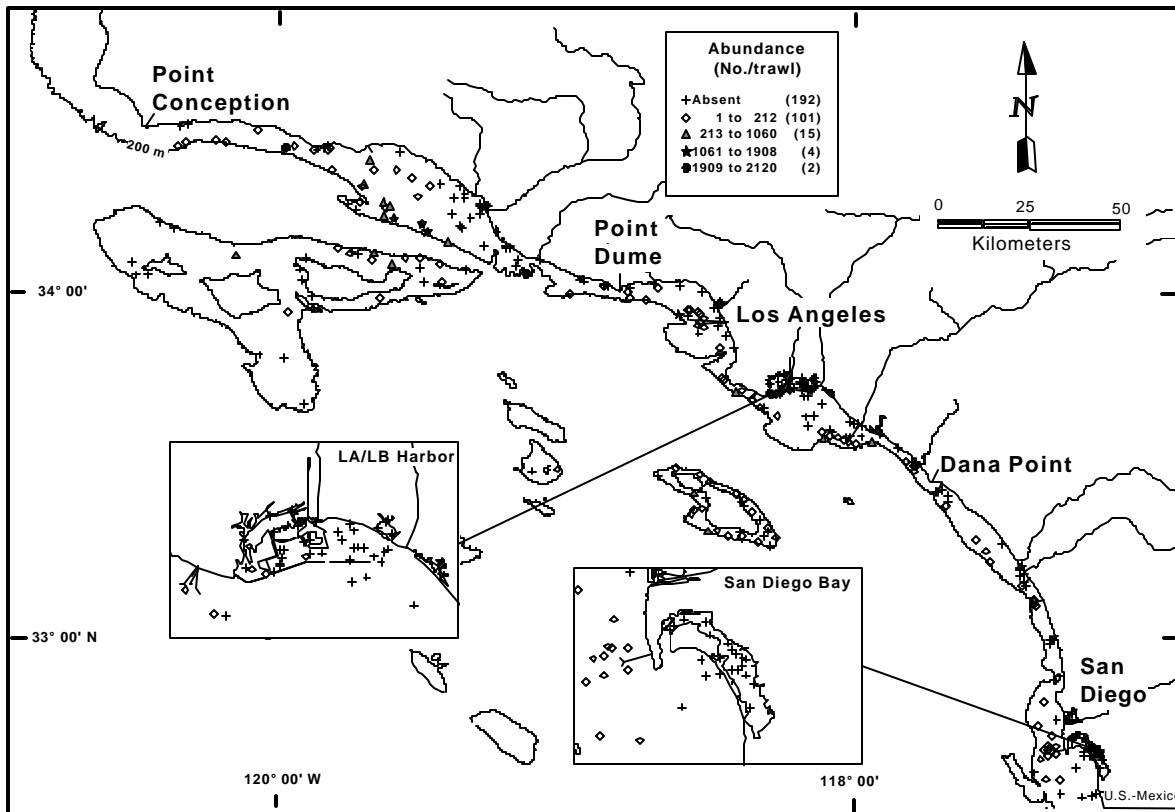 Abundance
(No./trawl)
Absent (192)
1 to 212 (101)
213 to 1060 (15)
1061 to 1908 (4)
1909 to 2120 (2)
N
Point
Conception
200 m
0 25 50
Kilometers
Point
Dume
34° 00'
Los Angeles
LA/LB Harbor
Dana Point
San Diego Bay
33° 00' N
San
Diego
120° 00' W
118° 00'
U.S.-Mexico